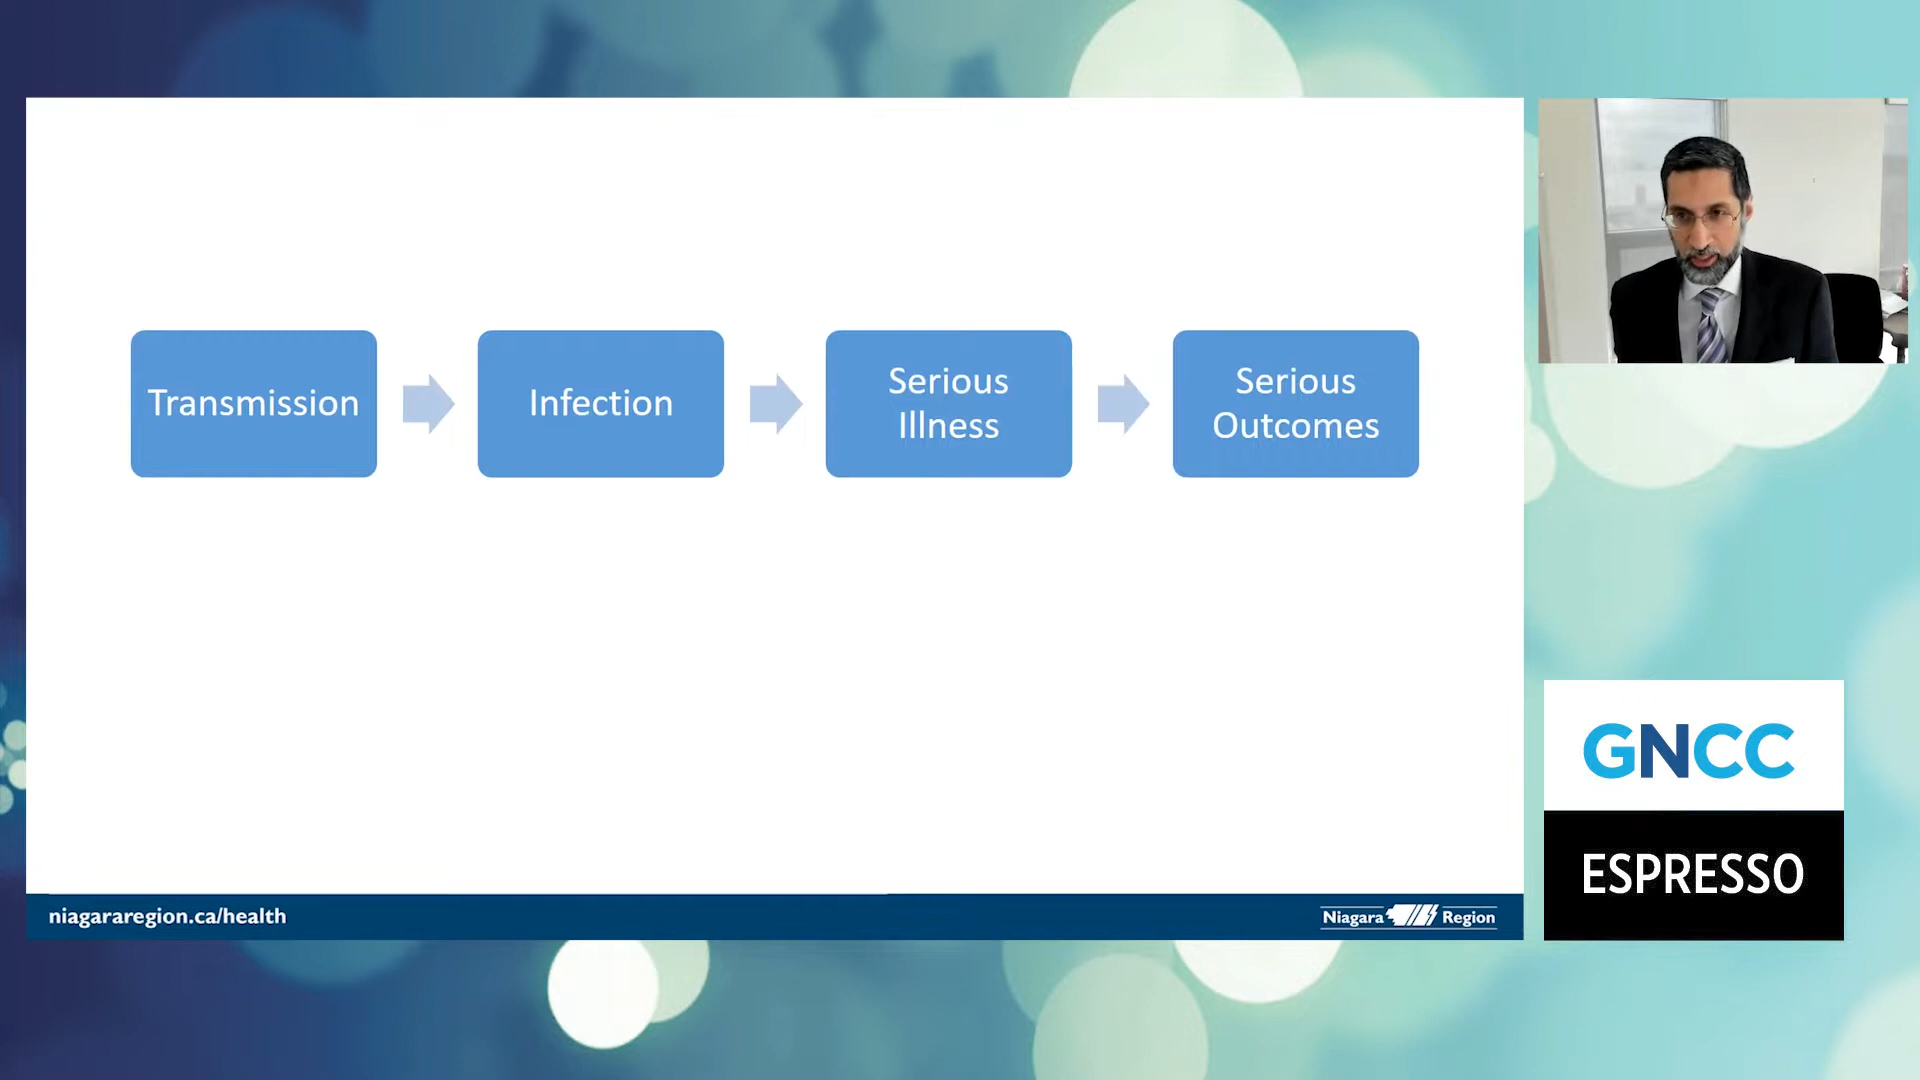 Transmission
Infection
Serious
Illness
Serious
Outcomes
niagararegion.ca/health
Niagara Region
GNCC
ESPRESSO